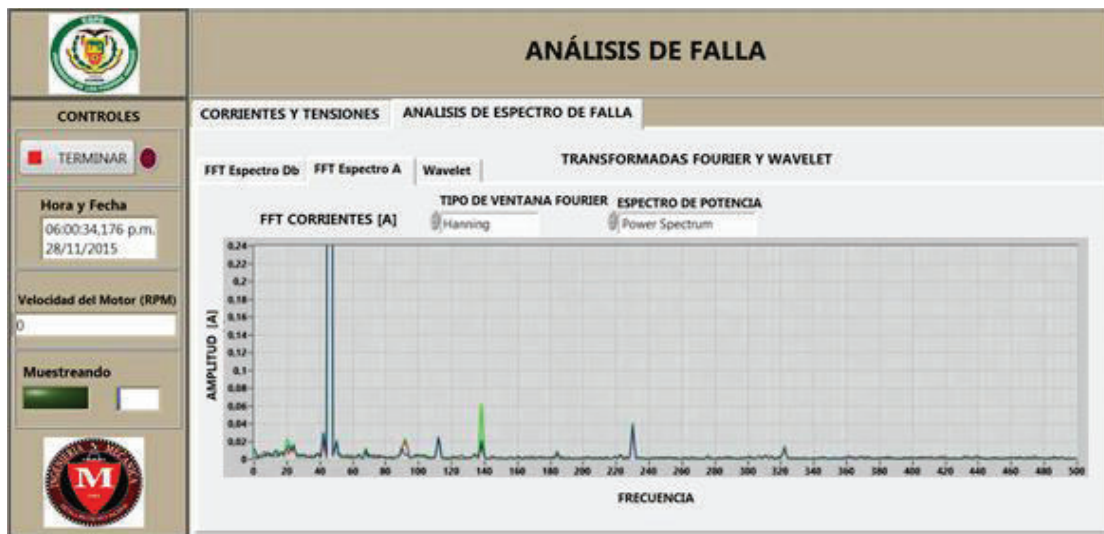 ESPE
ANÁLISIS DE FALLA
CONTROLES
TERMINAR
Hora y Fecha
06:00:34,176 p.m.
28/11/2015
Velocidad del Motor (RPM)
0
Muestreando
M
CORRIENTES Y TENSIONES
ANALISIS DE ESPECTRO DE FALLA
TRANSFORMADAS FOURIER Y WAVELET
FFT Espectro Db
FFT Espectro A
Wavelet
TIPO DE VENTANA FOURIER
ESPECTRO DE POTENCIA
FFT CORRIENTES [A]
Hanning
Power Spectrum
AMPLITUD [A]
0,24
0,22
0,2
0,18
0,16
0,14
0,12
0,1
0,08
0,06
0,04
0,02
0
0 20 40 60 80 100 120 140 160 180 200 220 240 260 280 300 320 340 360 380 400 420 440 460 480 500
FRECUENCIA